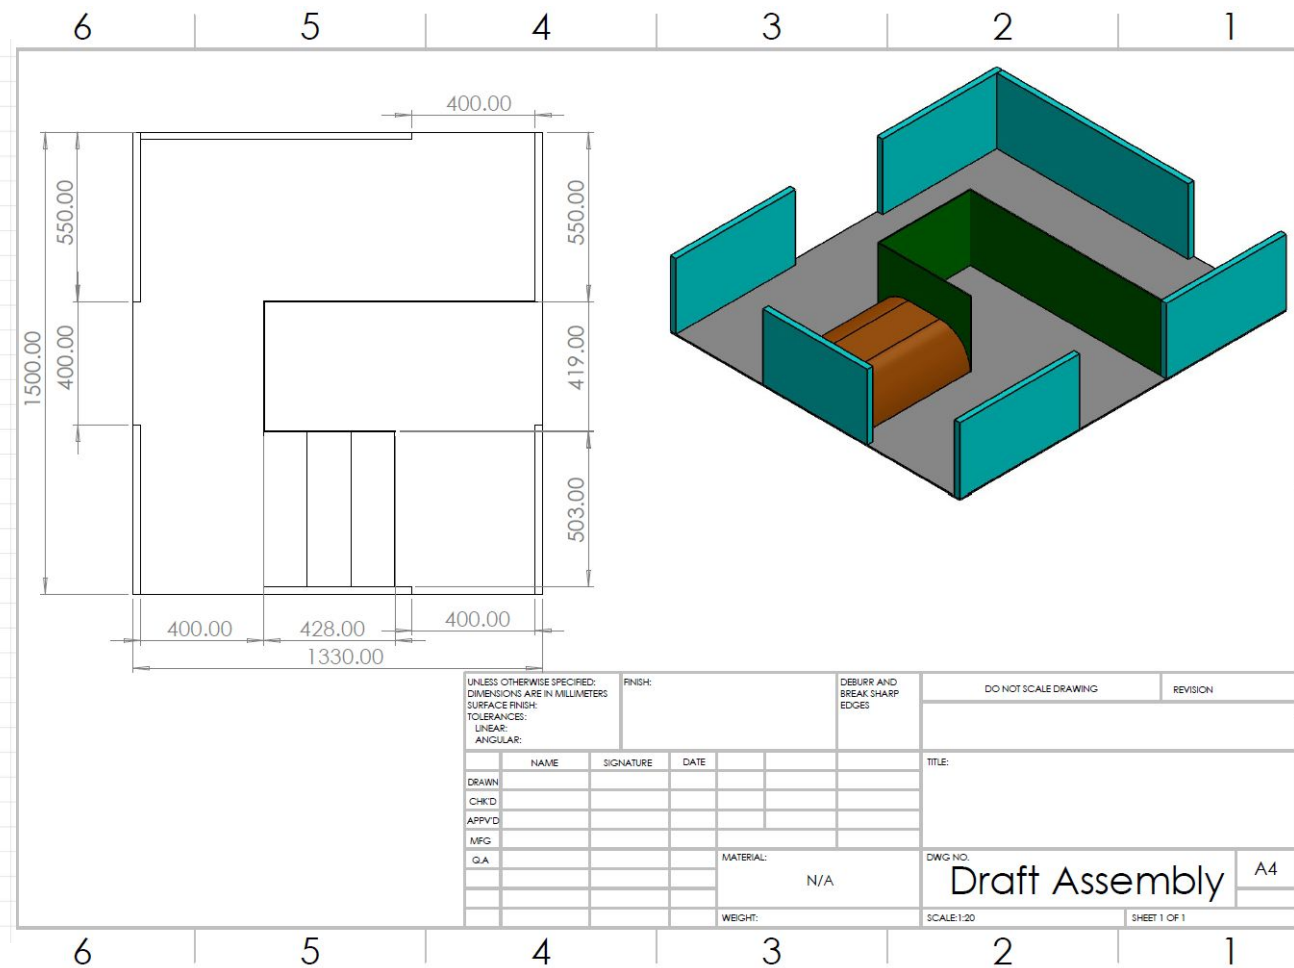 6 5 4 3 2 1
400.00
550.00
550.00
1500.00
400.00
419.00
503.00
400.00
428.00
400.00
1330.00
UNLESS OTHERWISE SPECIFIED:
DIMENSIONS ARE IN MILLIMETERS
SURFACE FINISH:
TOLERANCES:
LINEAR:
ANGULAR:
FINISH:
DEBURR AND
BREAK SHARP
EDGES
DO NOT SCALE DRAWING
REVISION
NAME SIGNATURE DATE
TITLE:
DRAWN
CHK'D
APPV'D
MFG
Q.A
MATERIAL:
N/A
DWG NO.
Draft Assembly
A4
WEIGHT:
SCALE:1:20
SHEET 1 OF 1
6 5 4 3 2 1